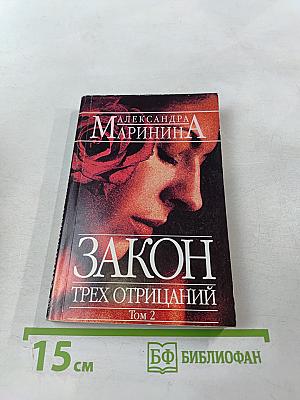 АЛЕКСАНДРА
МАРИНИНА
ЗАКОН
ТРЕХ ОТРИЦАНИЙ
Том 2
15 см
БФ БИБЛИОФАН